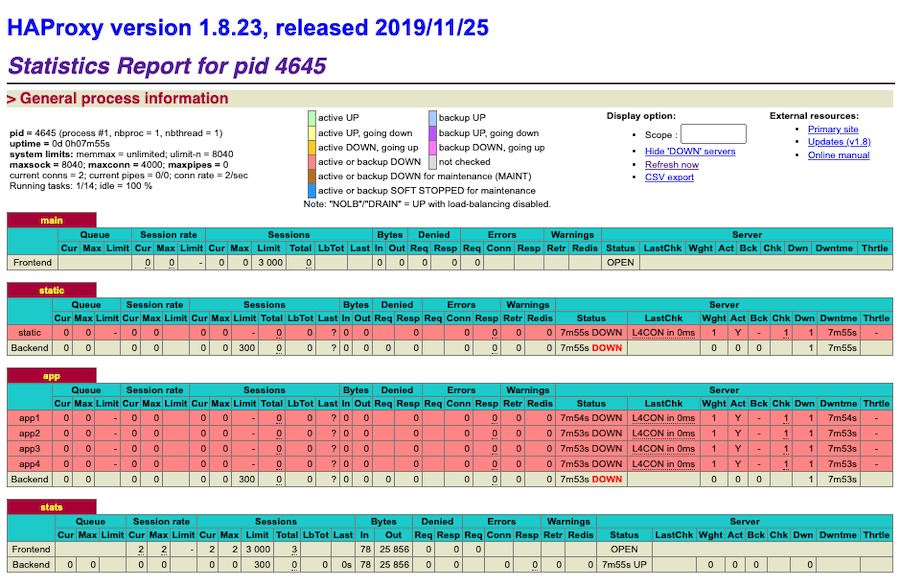 HAProxy version 1.8.23, released 2019/11/25
Statistics Report for pid 4645
> General process information
pid = 4645 (process #1, nbproc = 1, nbthread = 1)
uptime = 0d 0h07m55s
system limits: memmax = unlimited; ulimit-n = 8040
maxsock = 8040; maxconn = 4000; maxpipes = 0
current conns = 2; current pipes = 0/0; conn rate = 2/sec
Running tasks: 1/14; idle = 100 %
active UP backup UP
active UP, going down backup UP, going down
active DOWN, going up backup DOWN, going up
active or backup DOWN not checked
active or backup DOWN for maintenance (MAINT)
active or backup SOFT STOPPED for maintenance
Note: "NOLB"/"DRAIN" = UP with load-balancing disabled.
Display option:
• Scope :
• Hide 'DOWN' servers
• Refresh now
• CSV export
External resources:
• Primary site
• Updates (v1.8)
• Online manual
main
Queue Session rate Sessions Bytes Denied Errors Warnings Server
Cur Max Limit Cur Max Limit Cur Max Limit Total LbTot Last In Out Req Resp Req Conn Resp Retr Redis Status LastChk Wght Act Bck Chk Dwn Dwntme Thrtle
Frontend 0 0 - 0 0 3 000 0 0 0 0 0 0 OPEN
static
Queue Session rate Sessions Bytes Denied Errors Warnings Server
Cur Max Limit Cur Max Limit Cur Max Limit Total LbTot Last In Out Req Resp Req Conn Resp Retr Redis Status LastChk Wght Act Bck Chk Dwn Dwntme Thrtle
static 0 0 - 0 0 0 0 - 0 0 ? 0 0 0 0 0 0 0 7m55s DOWN L4CON in 0ms 1 Y - 1 1 7m55s -
Backend 0 0 0 0 0 0 300 0 0 ? 0 0 0 0 0 0 0 0 7m55s DOWN 0 0 0 1 7m55s
app
Queue Session rate Sessions Bytes Denied Errors Warnings Server
Cur Max Limit Cur Max Limit Cur Max Limit Total LbTot Last In Out Req Resp Req Conn Resp Retr Redis Status LastChk Wght Act Bck Chk Dwn Dwntme Thrtle
app1 0 0 - 0 0 0 0 - 0 0 ? 0 0 0 0 0 0 0 7m54s DOWN L4CON in 0ms 1 Y - 1 1 7m54s -
app2 0 0 - 0 0 0 0 - 0 0 ? 0 0 0 0 0 0 0 7m53s DOWN L4CON in 0ms 1 Y - 1 1 7m53s -
app3 0 0 - 0 0 0 0 - 0 0 ? 0 0 0 0 0 0 0 7m53s DOWN L4CON in 0ms 1 Y - 1 1 7m53s -
app4 0 0 - 0 0 0 0 - 0 0 ? 0 0 0 0 0 0 0 7m53s DOWN L4CON in 0ms 1 Y - 1 1 7m53s -
Backend 0 0 0 0 0 0 300 0 0 ? 0 0 0 0 0 0 0 0 7m53s DOWN 0 0 0 1 7m53s
stats
Queue Session rate Sessions Bytes Denied Errors Warnings Server
Cur Max Limit Cur Max Limit Cur Max Limit Total LbTot Last In Out Req Resp Req Conn Resp Retr Redis Status LastChk Wght Act Bck Chk Dwn Dwntme Thrtle
Frontend 2 2 - 2 2 3 000 3 78 25 856 0 0 0 OPEN
Backend 0 0 0 0 0 0 300 0 0 0s 78 25 856 0 0 0 0 0 0 7m55s UP 0 0 0 0